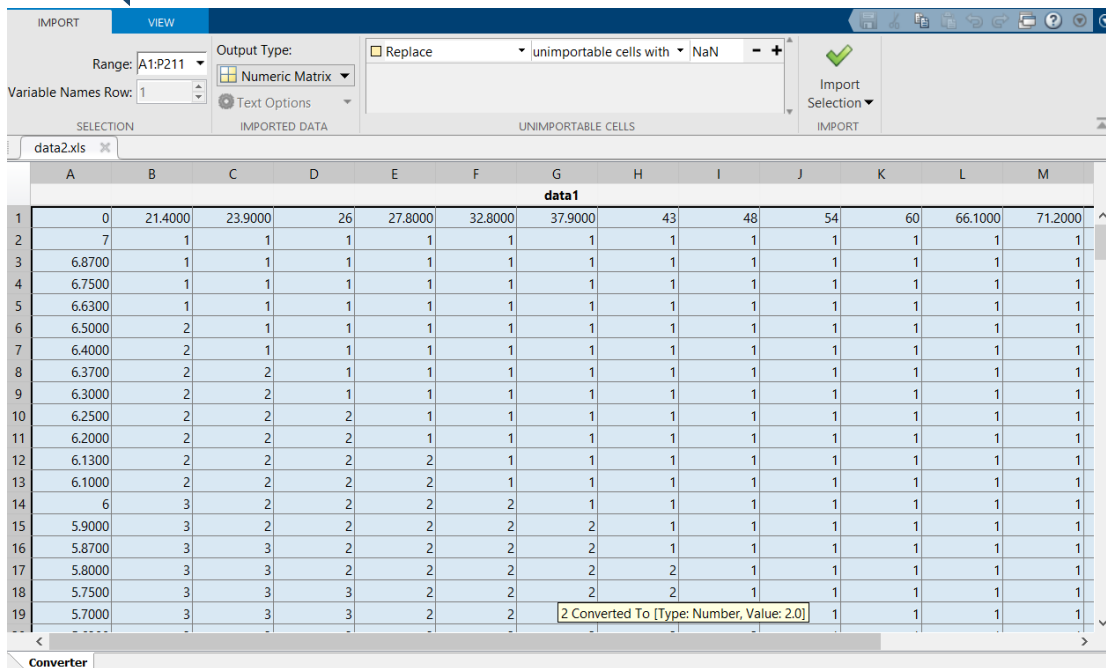 IMPORT VIEW
Range: A1:P211 Output Type: Replace unimportable cells with NaN - +
Numeric Matrix
Variable Names Row: 1 Text Options Import Selection
SELECTION IMPORTED DATA UNIMPORTABLE CELLS IMPORT
data2.xls
A B C D E F G H I J K L M
data1
1 0 21.4000 23.9000 26 27.8000 32.8000 37.9000 43 48 54 60 66.1000 71.2000
2 7 1 1 1 1 1 1 1 1 1 1 1 1
3 6.8700 1 1 1 1 1 1 1 1 1 1 1 1
4 6.7500 1 1 1 1 1 1 1 1 1 1 1 1
5 6.6300 1 1 1 1 1 1 1 1 1 1 1 1
6 6.5000 2 1 1 1 1 1 1 1 1 1 1 1
7 6.4000 2 1 1 1 1 1 1 1 1 1 1 1
8 6.3700 2 2 1 1 1 1 1 1 1 1 1 1
9 6.3000 2 2 1 1 1 1 1 1 1 1 1 1
10 6.2500 2 2 2 1 1 1 1 1 1 1 1 1
11 6.2000 2 2 2 1 1 1 1 1 1 1 1 1
12 6.1300 2 2 2 2 1 1 1 1 1 1 1 1
13 6.1000 2 2 2 2 1 1 1 1 1 1 1 1
14 6 3 2 2 2 2 1 1 1 1 1 1 1
15 5.9000 3 2 2 2 2 2 1 1 1 1 1 1
16 5.8700 3 3 2 2 2 2 1 1 1 1 1 1
17 5.8000 3 3 2 2 2 2 2 1 1 1 1 1
18 5.7500 3 3 3 2 2 2 2 1 1 1 1 1
19 5.7000 3 3 3 2 2 2 Converted To [Type: Number, Value: 2.0] 1 1 1 1
Converter